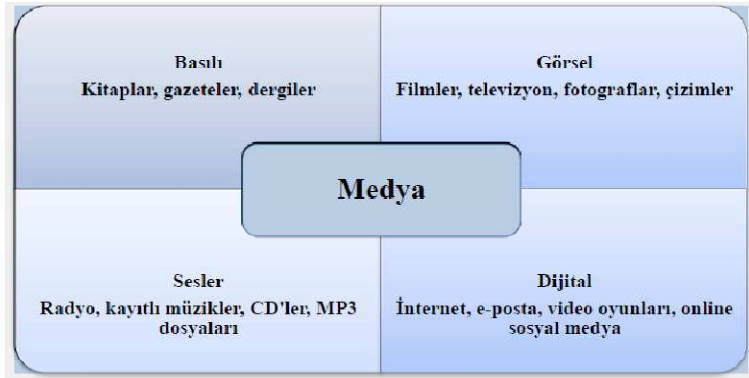 Basılı
Kitaplar, gazeteler, dergiler
Görsel
Filmler, televizyon, fotograflar, çizimler
Medya
Sesler
Radyo, kayıtlı müzikler, CD'ler, MP3
dosyaları
Dijital
İnternet, e-posta, video oyunları, online
sosyal medya